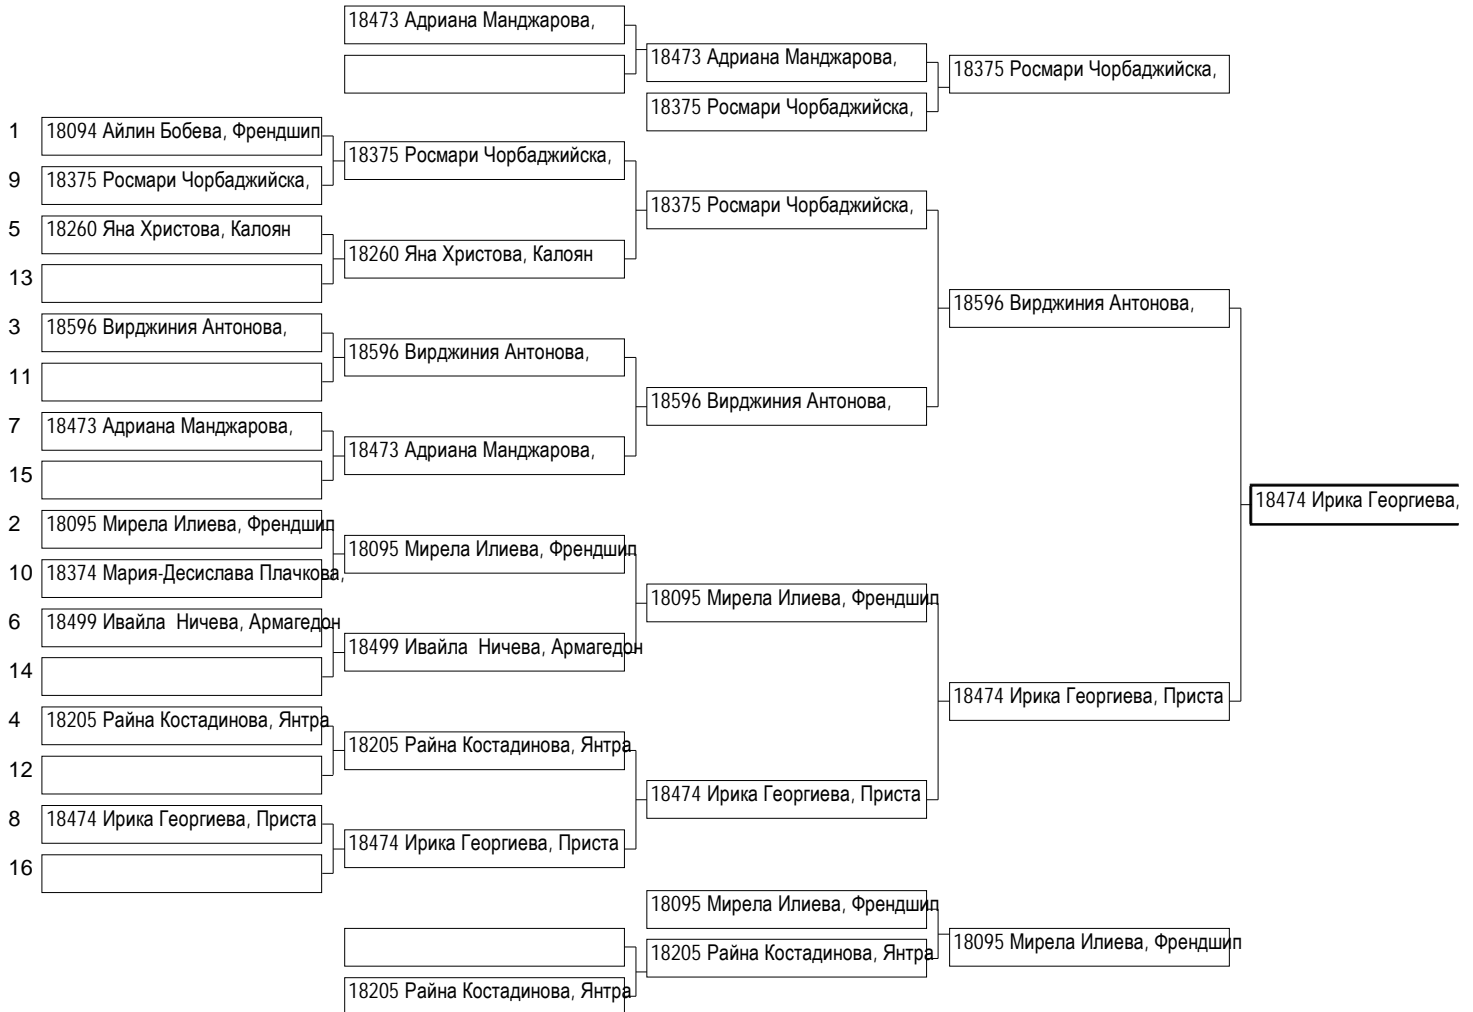 18473 Адриана Манджарова,
18473 Адриана Манджарова,
18375 Росмари Чорбаджийска,
18375 Росмари Чорбаджийска,
1 18094 Айлин Бобева, Френдшип
18375 Росмари Чорбаджийска,
9 18375 Росмари Чорбаджийска,
18375 Росмари Чорбаджийска,
5 18260 Яна Христова, Калоян
18260 Яна Христова, Калоян
13
18596 Вирджиния Антонова,
3 18596 Вирджиния Антонова,
18596 Вирджиния Антонова,
11
18596 Вирджиния Антонова,
7 18473 Адриана Манджарова,
18473 Адриана Манджарова,
15
18474 Ирика Георгиева,
2 18095 Мирела Илиева, Френдшип
18095 Мирела Илиева, Френдшип
10 18374 Мария-Десислава Плачкова,
18095 Мирела Илиева, Френдшип
6 18499 Ивайла Ничева, Армагедон
18499 Ивайла Ничева, Армагедон
14
18474 Ирика Георгиева, Приста
4 18205 Райна Костадинова, Янтра
18205 Райна Костадинова, Янтра
12
18474 Ирика Георгиева, Приста
8 18474 Ирика Георгиева, Приста
18474 Ирика Георгиева, Приста
16
18095 Мирела Илиева, Френдшип
18205 Райна Костадинова, Янтра
18095 Мирела Илиева, Френдшип
18205 Райна Костадинова, Янтра